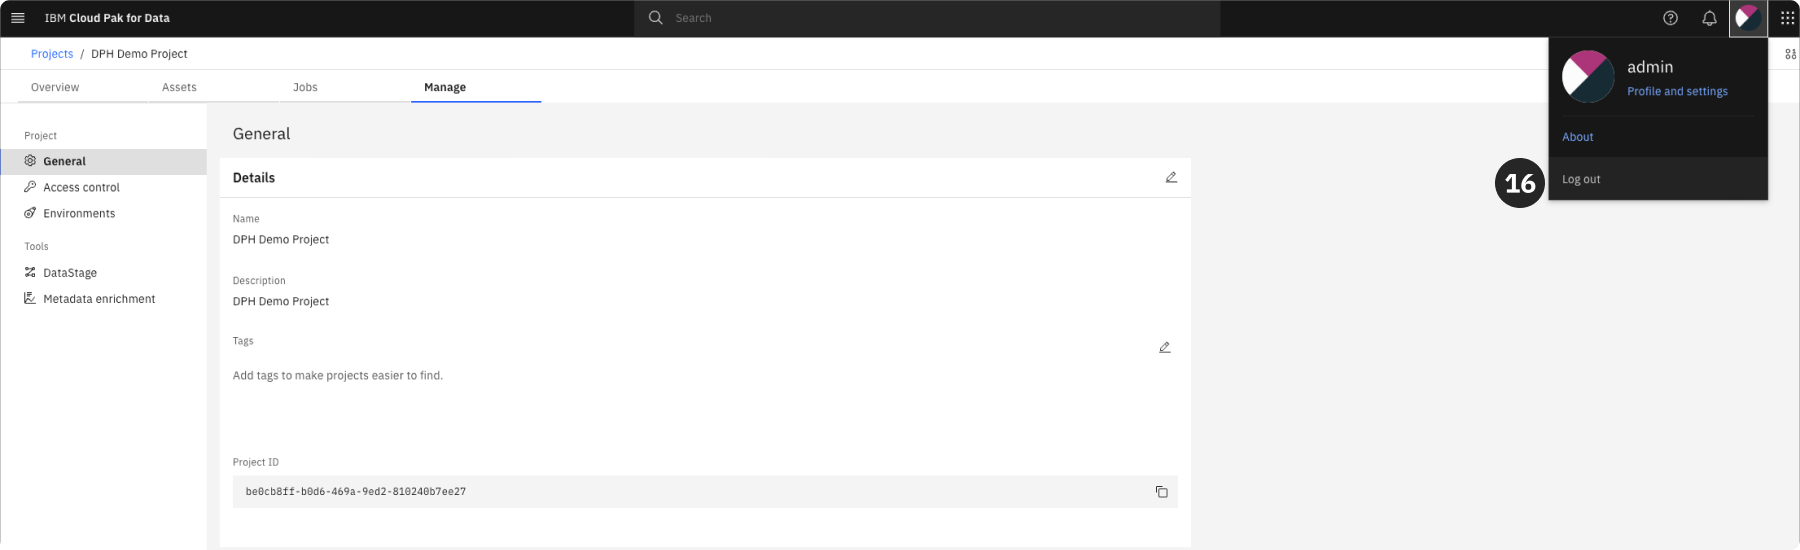 IBM Cloud Pak for Data
Search
Projects / DPH Demo Project
admin
Profile and settings
About
Log out
16
Overview
Assets
Jobs
Manage
Project
General
Access control
Environments
Tools
DataStage
Metadata enrichment
General
Details
Name
DPH Demo Project
Description
DPH Demo Project
Tags
Add tags to make projects easier to find.
Project ID
be0cb8ff-b0d6-469a-9ed2-810240b7ee27